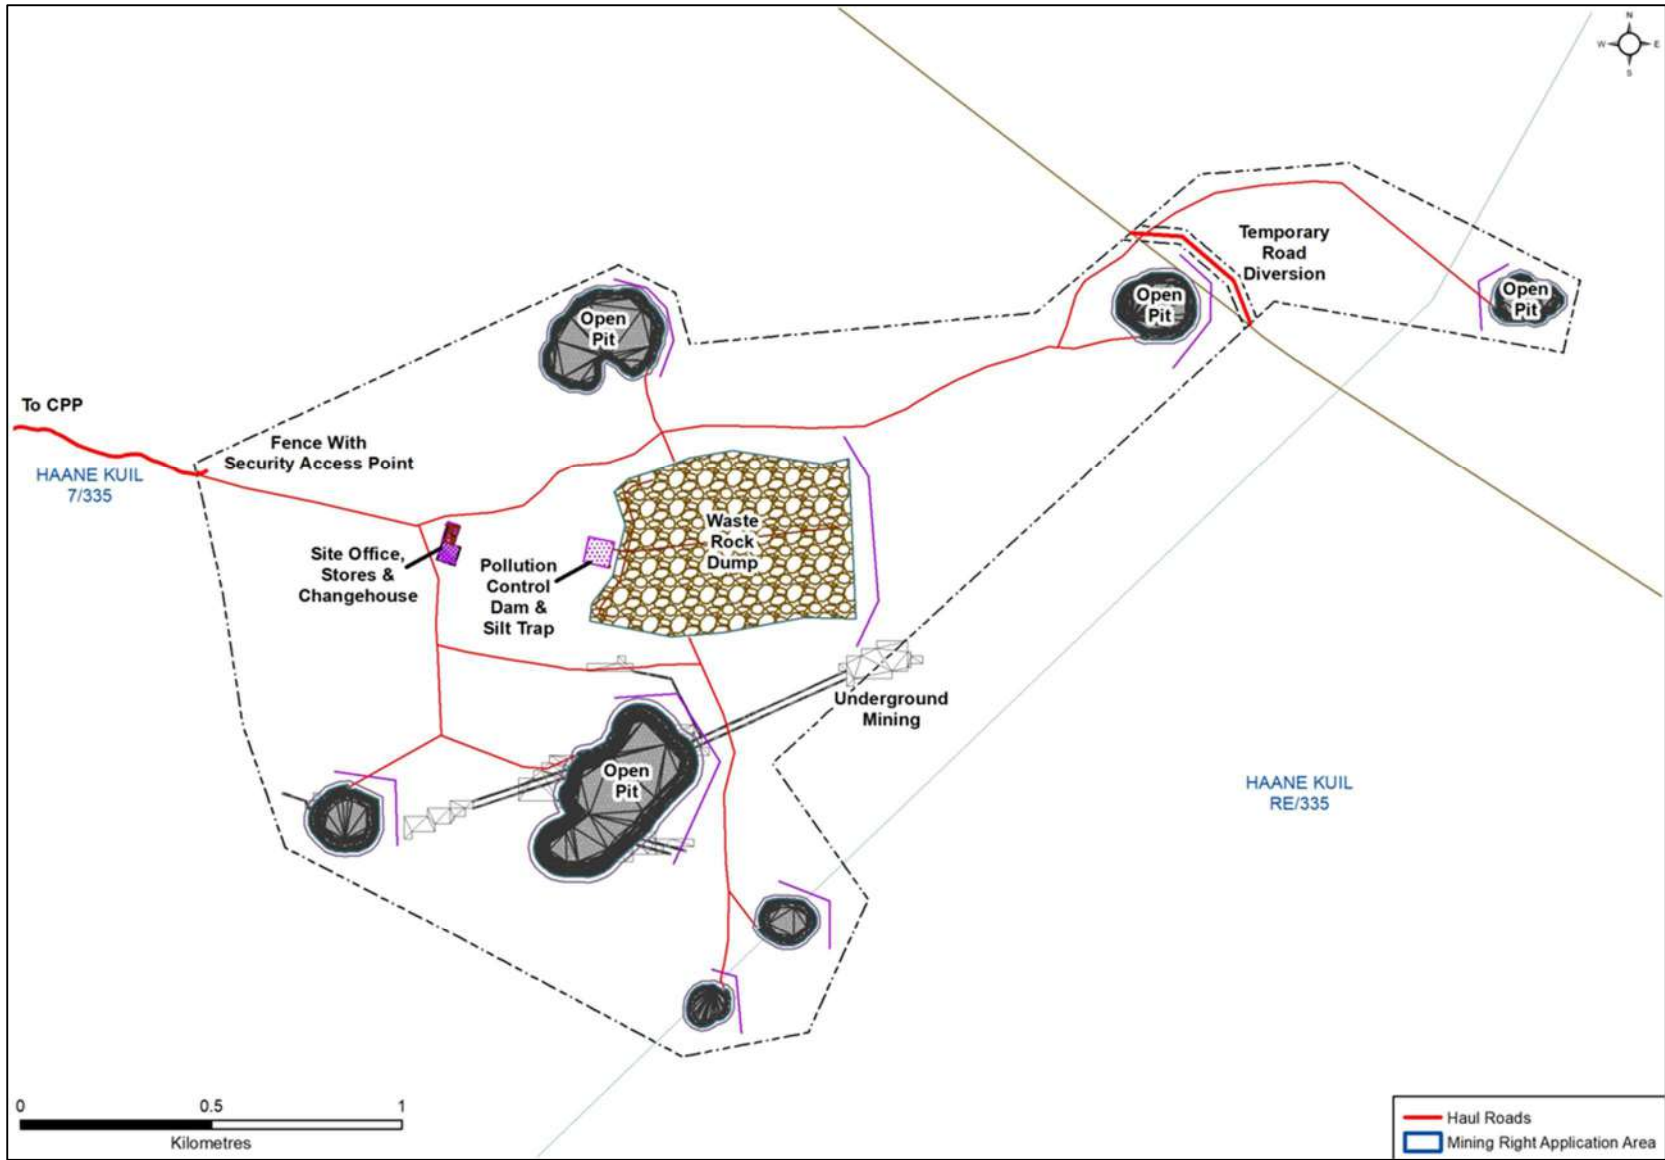 N
W
E
S
Temporary
Road
Diversion
Open
Pit
Open
Pit
Open
Pit
To CPP
Fence With
Security Access Point
HAANE KUIL
7/335
Waste
Rock
Dump
Site Office,
Stores &
Changehouse
Pollution
Control
Dam &
Silt Trap
Underground
Mining
Open
Pit
HAANE KUIL
RE/335
0 0.5 1
Kilometres
Haul Roads
Mining Right Application Area